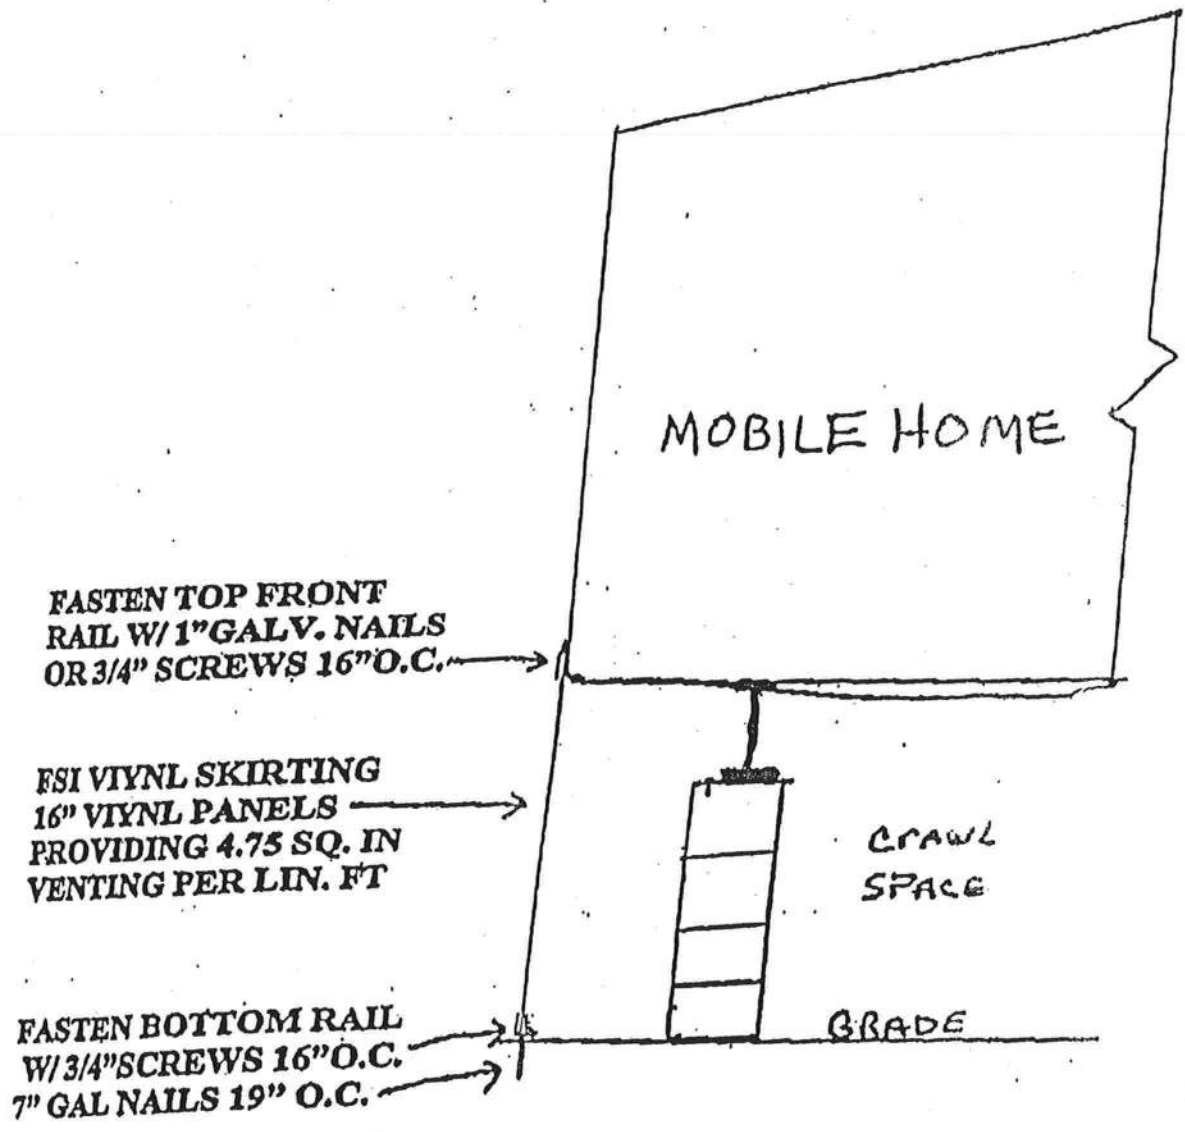 MOBILE HOME
FASTEN TOP FRONT
RAIL W/ 1" GALV. NAILS
OR 3/4" SCREWS 16" O.C.
FSI VIYNL SKIRTING
16" VIYNL PANELS
PROVIDING 4.75 SQ. IN
VENTING PER LIN. FT
CRAWL
SPACE
FASTEN BOTTOM RAIL
W/ 3/4" SCREWS 16" O.C.
7" GAL NAILS 19" O.C.
GRADE